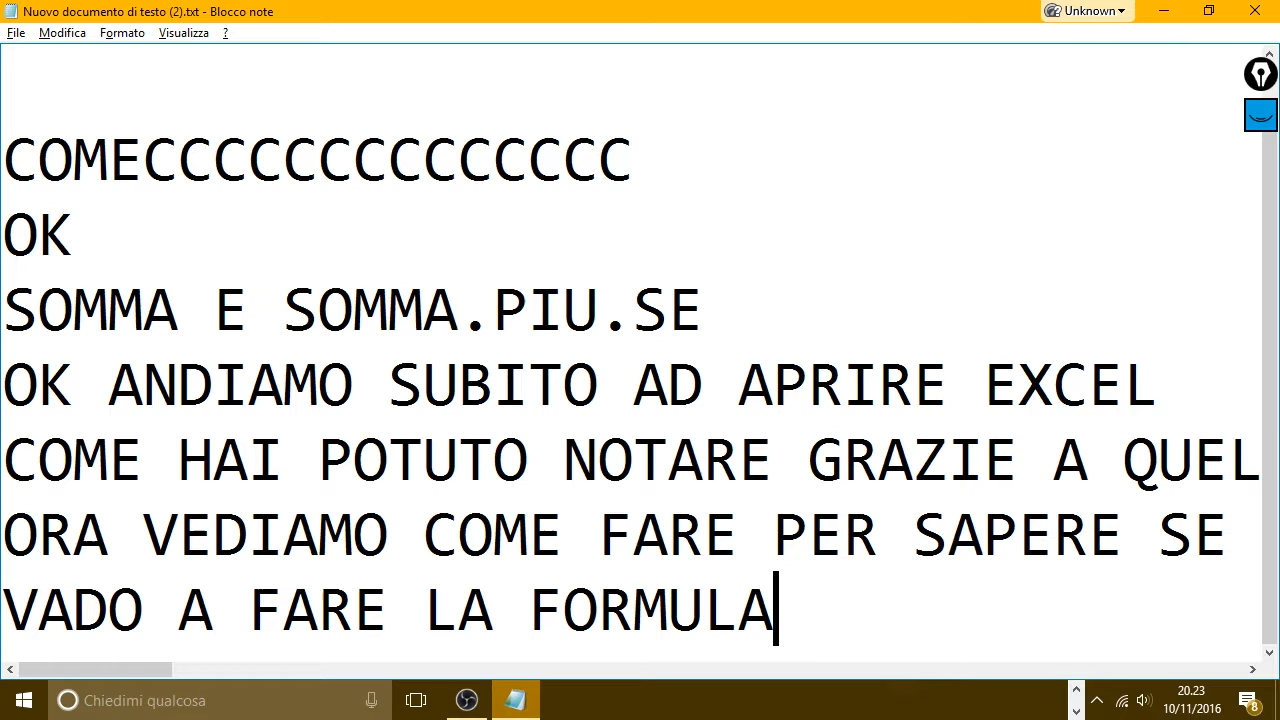 Nuovo documento di testo (2).txt - Blocco note
Unknown
File Modifica Formato Visualizza ?
COMECCCCCCCCCCCCCC
OK
SOMMA E SOMMA.PIU.SE
OK ANDIAMO SUBITO AD APRIRE EXCEL
COME HAI POTUTO NOTARE GRAZIE A QUEL
ORA VEDIAMO COME FARE PER SAPERE SE
VADO A FARE LA FORMULA
Chiedimi qualcosa
20.23
10/11/2016
8